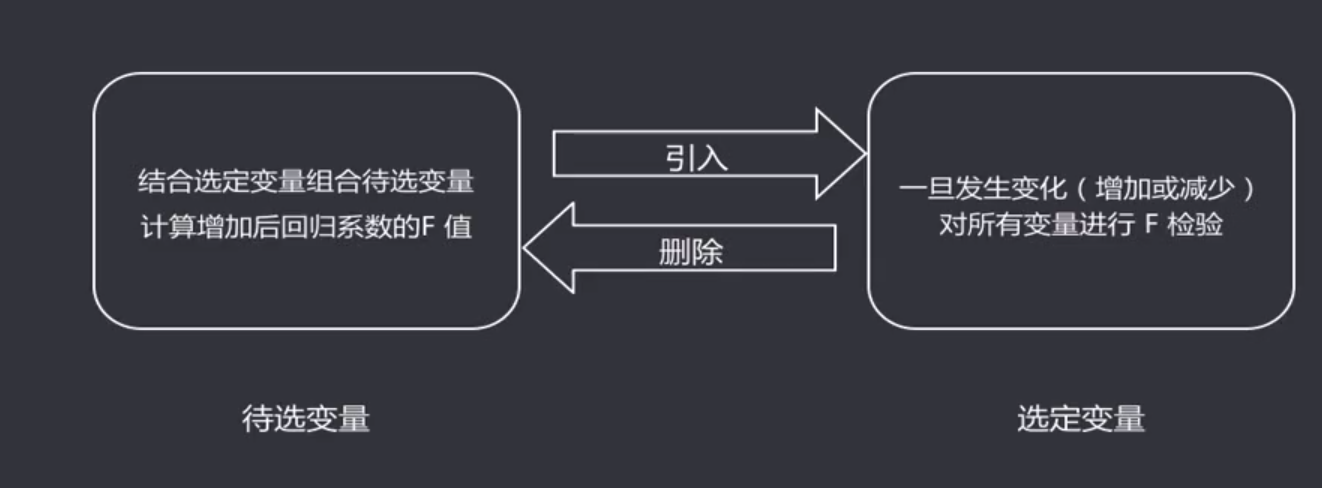 结合选定变量组合待选变量
计算增加后回归系数的F 值
引入
删除
一旦发生变化（增加或减少）
对所有变量进行 F 检验
待选变量
选定变量